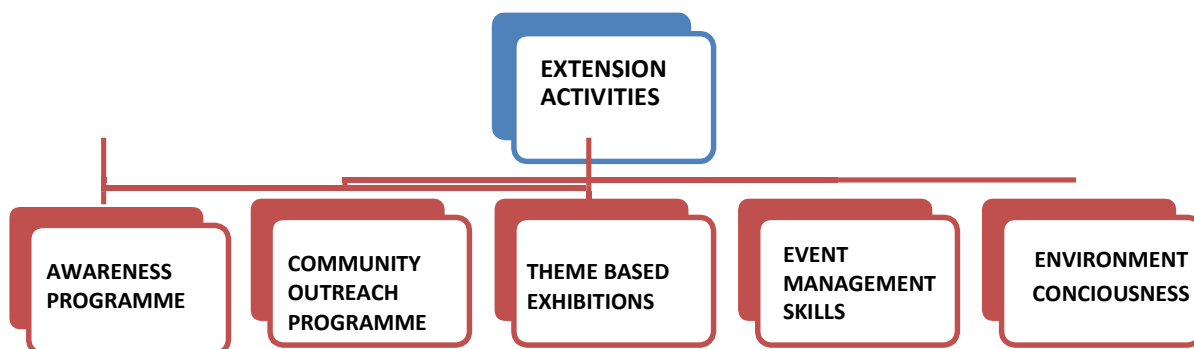 EXTENSION
ACTIVITIES
AWARENESS
PROGRAMME
COMMUNITY
OUTREACH
PROGRAMME
THEME BASED
EXHIBITIONS
EVENT
MANAGEMENT
SKILLS
ENVIRONMENT
CONCIOUSNESS